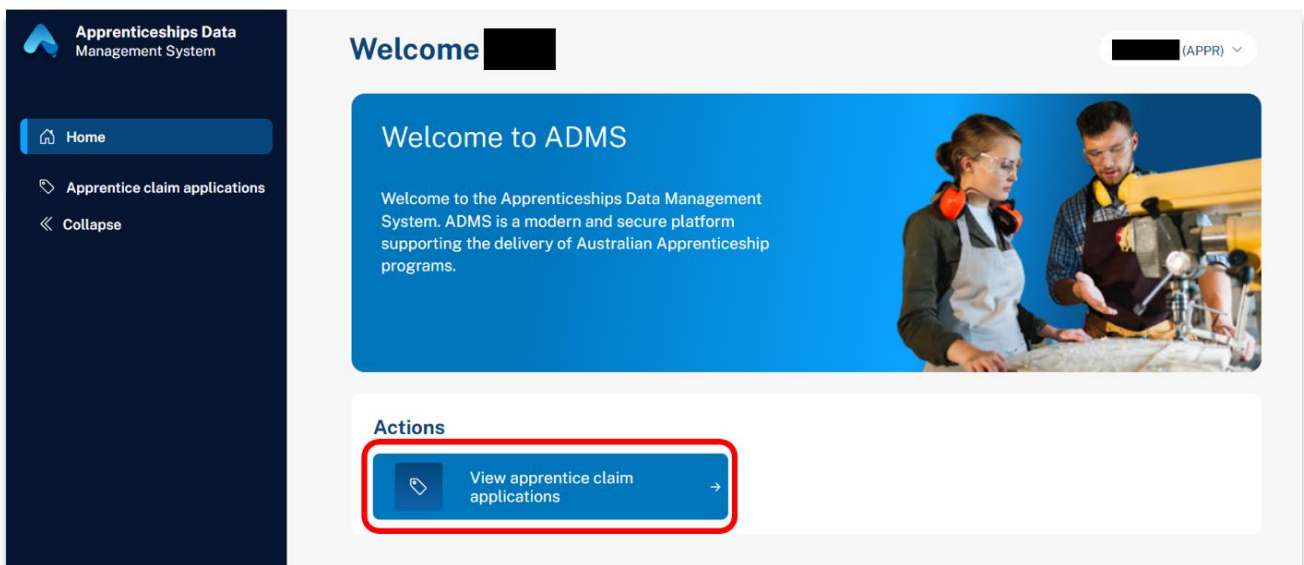 Apprenticeships Data
Management System
Home
Apprentice claim applications
Collapse
Welcome
(APPR)
Welcome to ADMS
Welcome to the Apprenticeships Data Management
System. ADMS is a modern and secure platform
supporting the delivery of Australian Apprenticeship
programs.
Actions
View apprentice claim
applications